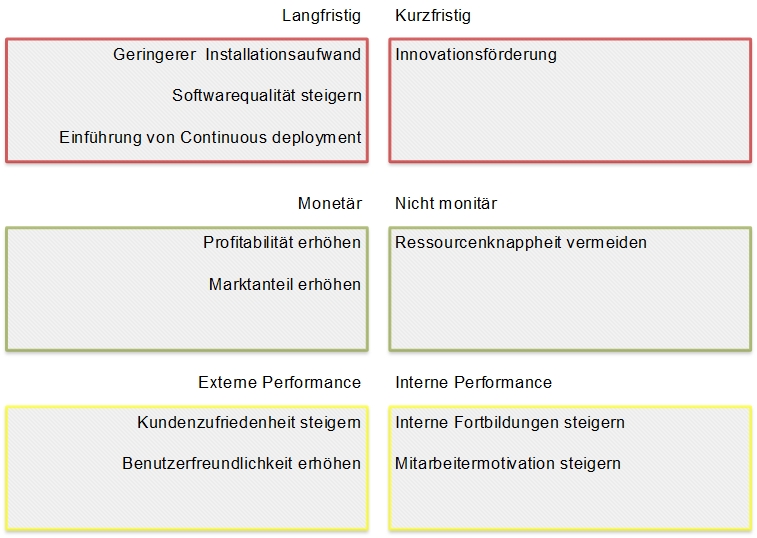 Langfristig
Kurzfristig
Geringerer Installationsaufwand
Softwarequalität steigern
Einführung von Continuous deployment
Innovationsförderung
Monetär
Nicht monitär
Profitabilität erhöhen
Marktanteil erhöhen
Ressourcenknappheit vermeiden
Externe Performance
Interne Performance
Kundenzufriedenheit steigern
Benutzerfreundlichkeit erhöhen
Interne Fortbildungen steigern
Mitarbeitermotivation steigern